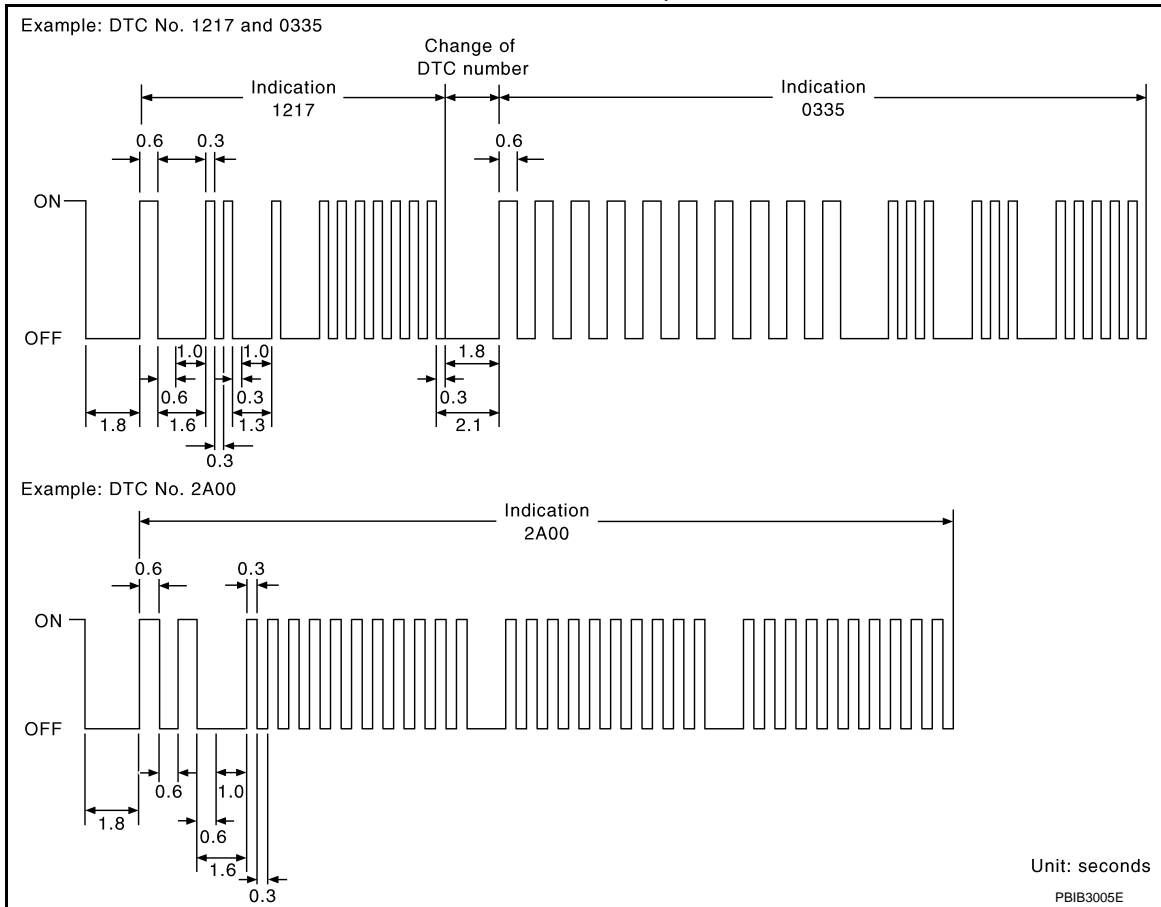 Example: DTC No. 1217 and 0335
Change of
DTC number
Indication
1217
Indication
0335
0.6
0.3
0.6
ON
OFF
1.0
1.0
1.8
0.6
0.3
0.3
1.8
1.6
1.3
2.1
0.3
Example: DTC No. 2A00
Indication
2A00
0.6
0.3
ON
OFF
0.6
1.0
1.8
0.6
1.6
0.3
Unit: seconds
PBIB3005E